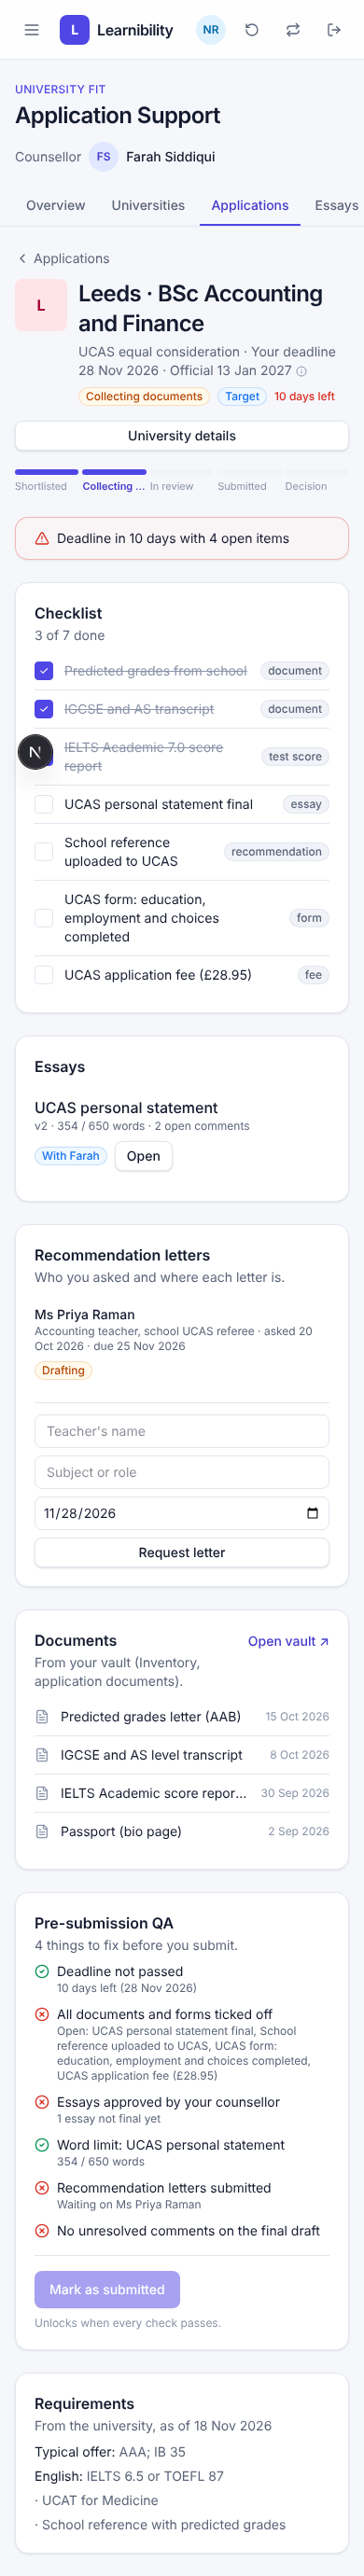 L Learnibility NR
UNIVERSITY FIT
Application Support
Counsellor FS Farah Siddiqui
Overview Universities Applications Essays
Applications
L
Leeds · BSc Accounting
and Finance
UCAS equal consideration · Your deadline
28 Nov 2026 · Official 13 Jan 2027
Collecting documents Target 10 days left
University details
Shortlisted Collecting ... In review Submitted Decision
Deadline in 10 days with 4 open items
Checklist
3 of 7 done
Predicted grades from school document
IGCSE and AS transcript document
N
IELTS Academic 7.0 score
report
test score
UCAS personal statement final essay
School reference
uploaded to UCAS
recommendation
UCAS form: education,
employment and choices
completed
form
UCAS application fee (£28.95) fee
Essays
UCAS personal statement
v2 · 354 / 650 words · 2 open comments
With Farah Open
Recommendation letters
Who you asked and where each letter is.
Ms Priya Raman
Accounting teacher, school UCAS referee · asked 20
Oct 2026 · due 25 Nov 2026
Drafting
Teacher's name
Subject or role
11/28/2026
Request letter
Documents Open vault
From your vault (Inventory,
application documents).
Predicted grades letter (AAB) 15 Oct 2026
IGCSE and AS level transcript 8 Oct 2026
IELTS Academic score repor... 30 Sep 2026
Passport (bio page) 2 Sep 2026
Pre-submission QA
4 things to fix before you submit.
Deadline not passed
10 days left (28 Nov 2026)
All documents and forms ticked off
Open: UCAS personal statement final, School
reference uploaded to UCAS, UCAS form:
education, employment and choices completed,
UCAS application fee (£28.95)
Essays approved by your counsellor
1 essay not final yet
Word limit: UCAS personal statement
354 / 650 words
Recommendation letters submitted
Waiting on Ms Priya Raman
No unresolved comments on the final draft
Mark as submitted
Unlocks when every check passes.
Requirements
From the university, as of 18 Nov 2026
Typical offer: AAA; IB 35
English: IELTS 6.5 or TOEFL 87
· UCAT for Medicine
· School reference with predicted grades